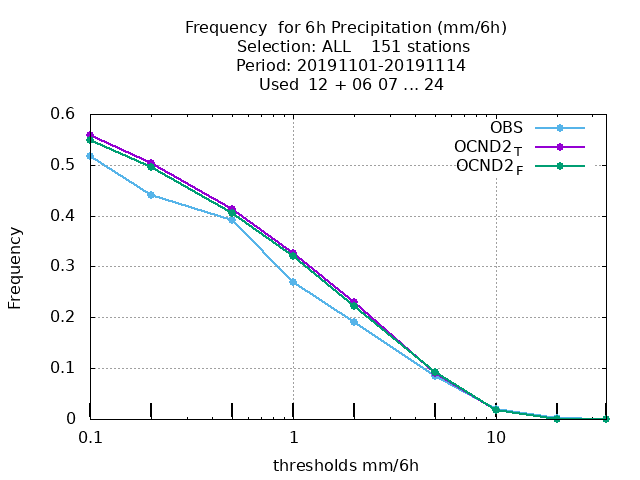 Frequency  for 6h Precipitation (mm/6h)
Selection: ALL    151 stations
Period: 20191101-20191114
Used 12 + 06 07 ... 24
0.6
0.5
0.4
0.3
0.2
0.1
0
Frequency
OBS
OCND2_T
OCND2_F
0.1 1 10
thresholds mm/6h